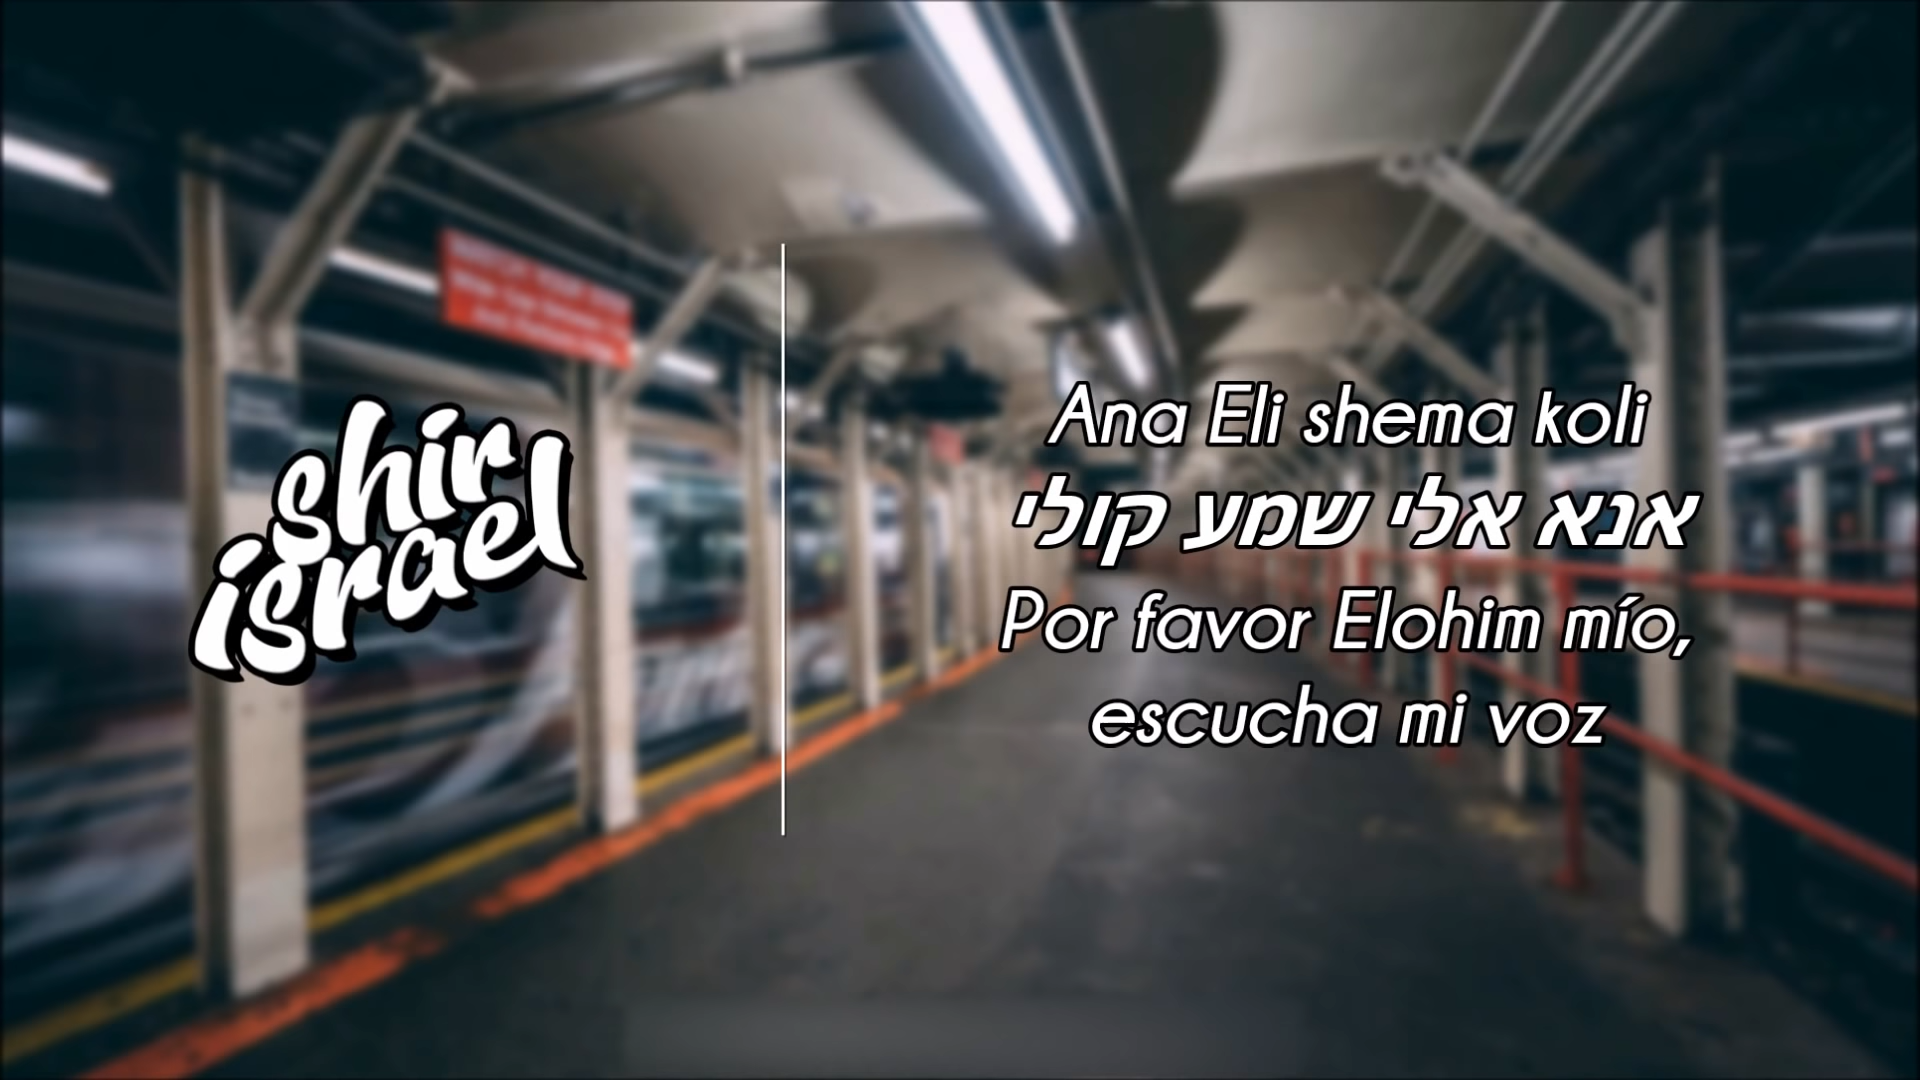 shir
israel
Ana Eli shema koli
אנא אלי שמע קולי
Por favor Elohim mío,
escucha mi voz